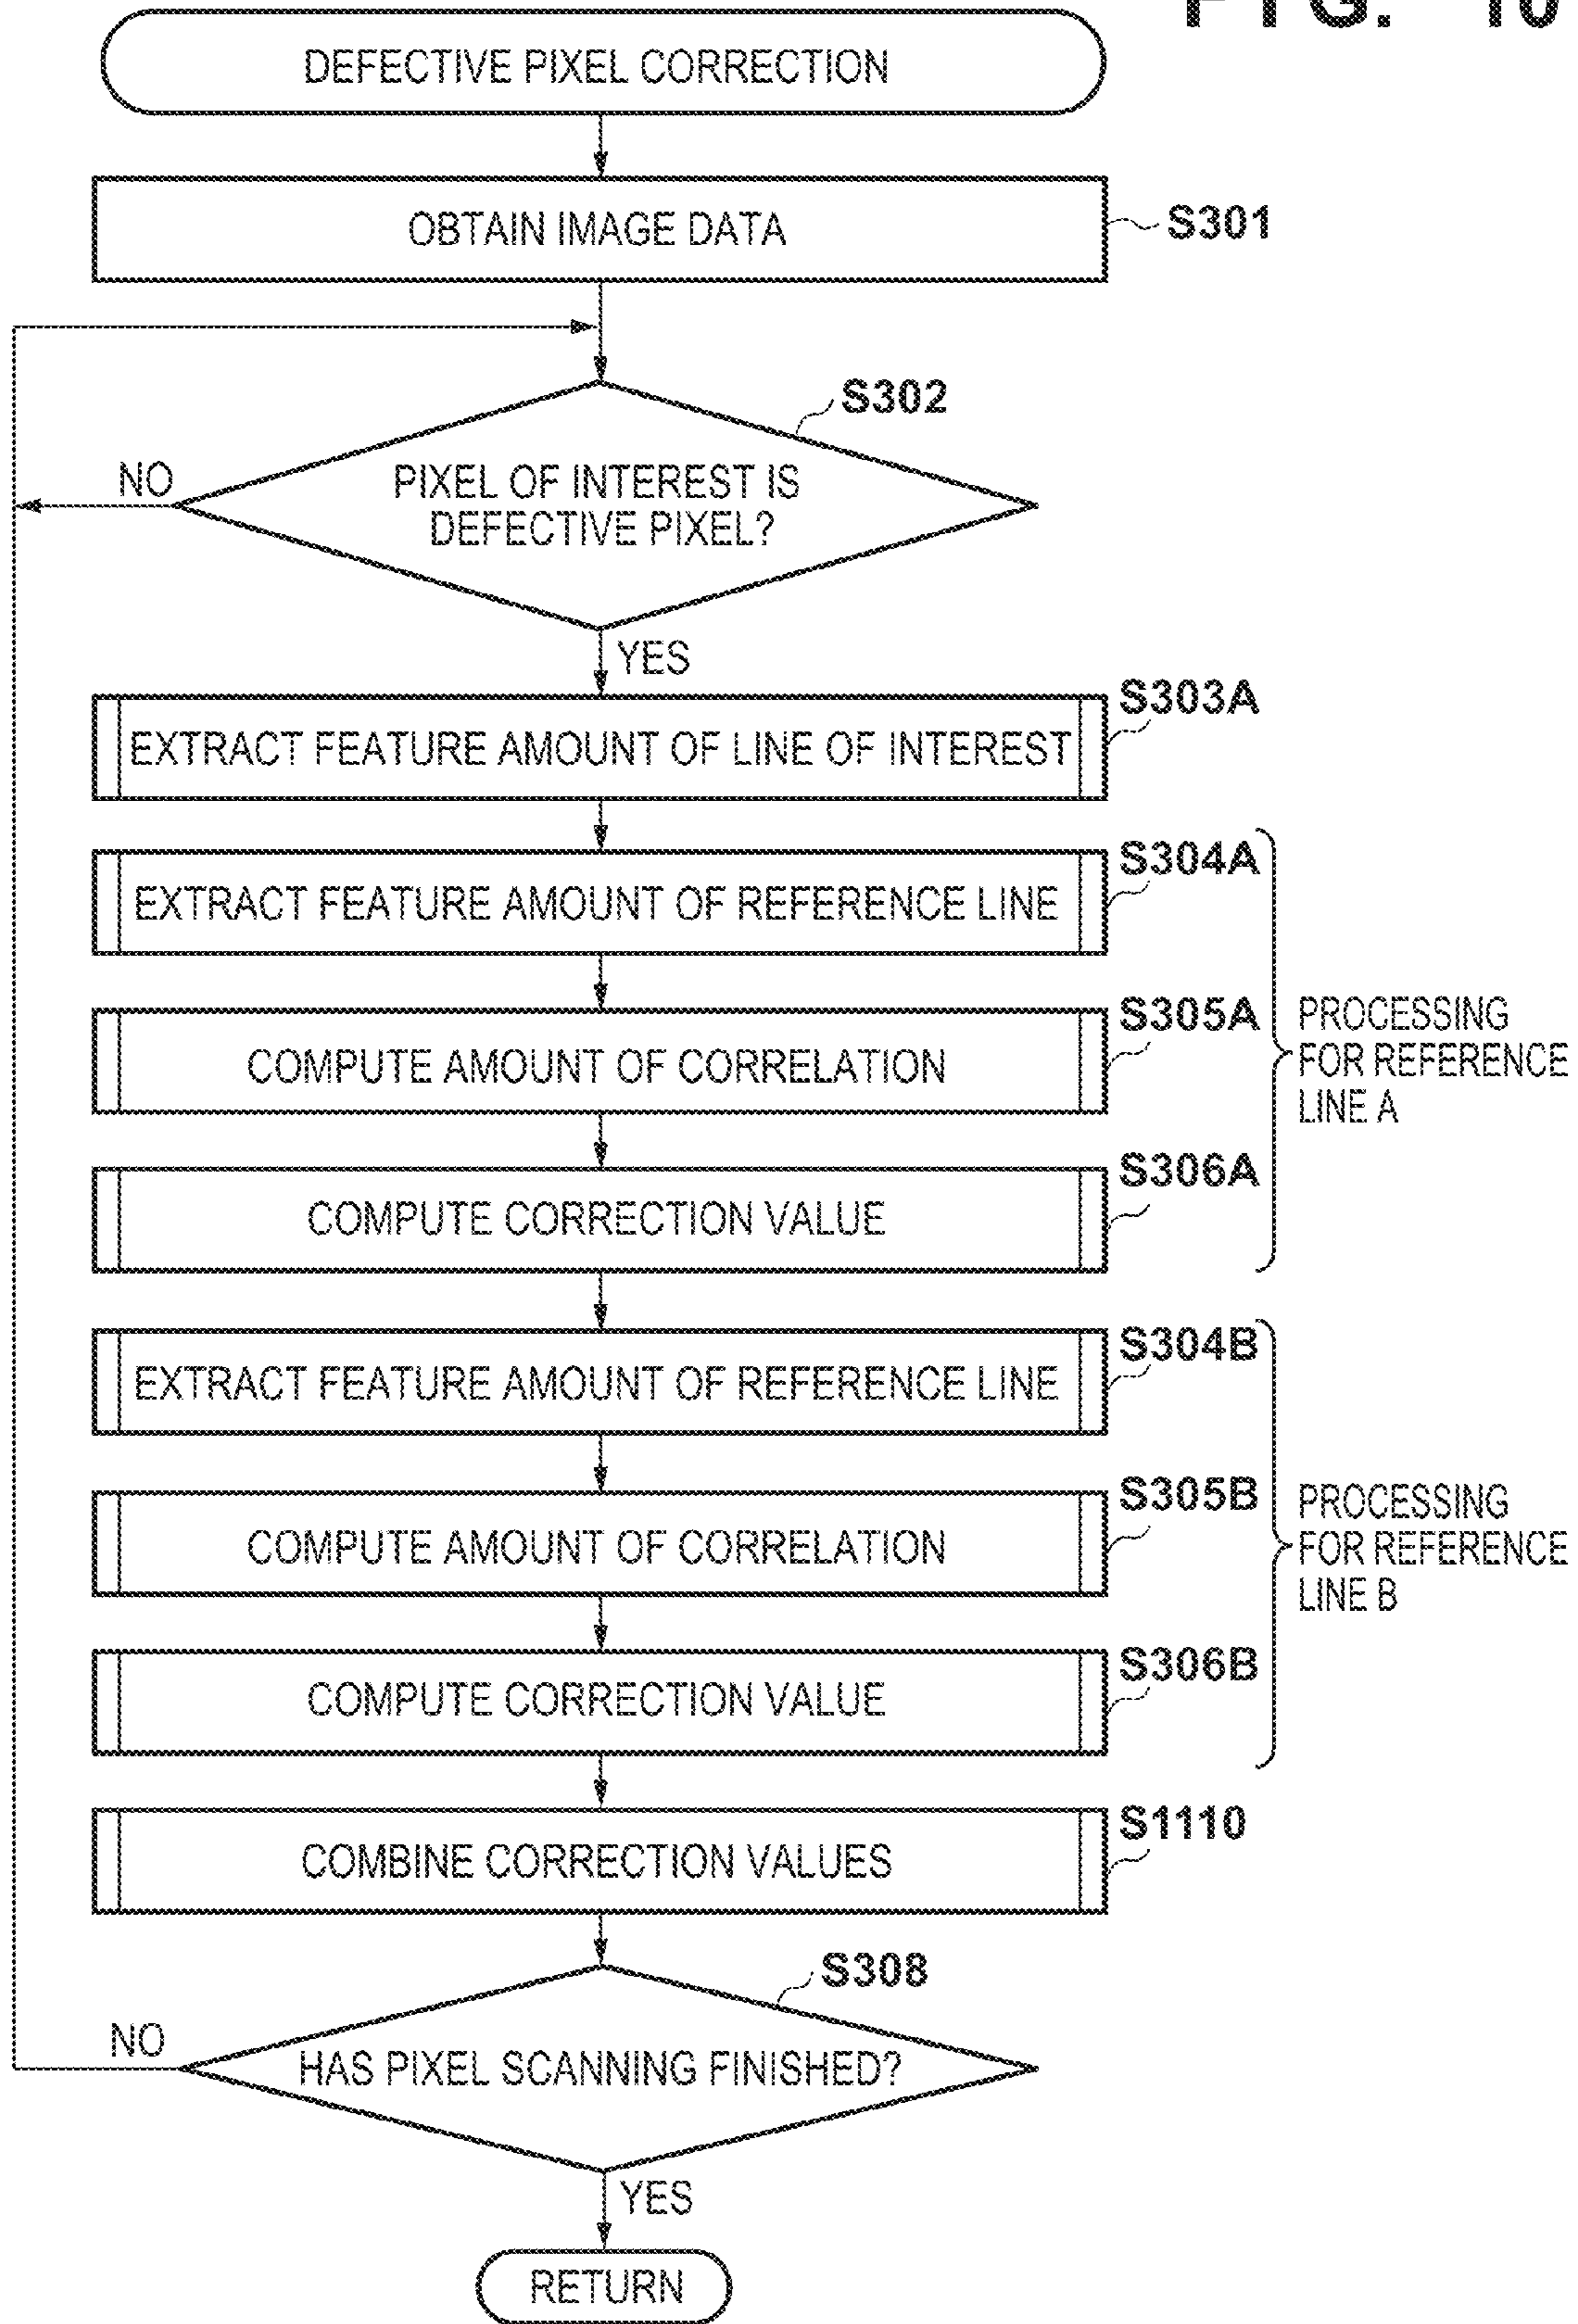 FIG. 10
DEFECTIVE PIXEL CORRECTION
OBTAIN IMAGE DATA
S301
S302
PIXEL OF INTEREST IS
DEFECTIVE PIXEL?
NO
YES
S303A
EXTRACT FEATURE AMOUNT OF LINE OF INTEREST
S304A
EXTRACT FEATURE AMOUNT OF REFERENCE LINE
S305A
COMPUTE AMOUNT OF CORRELATION
PROCESSING
FOR REFERENCE
LINE A
S306A
COMPUTE CORRECTION VALUE
S304B
EXTRACT FEATURE AMOUNT OF REFERENCE LINE
S305B
COMPUTE AMOUNT OF CORRELATION
PROCESSING
FOR REFERENCE
LINE B
S306B
COMPUTE CORRECTION VALUE
S1110
COMBINE CORRECTION VALUES
S308
HAS PIXEL SCANNING FINISHED?
NO
YES
RETURN